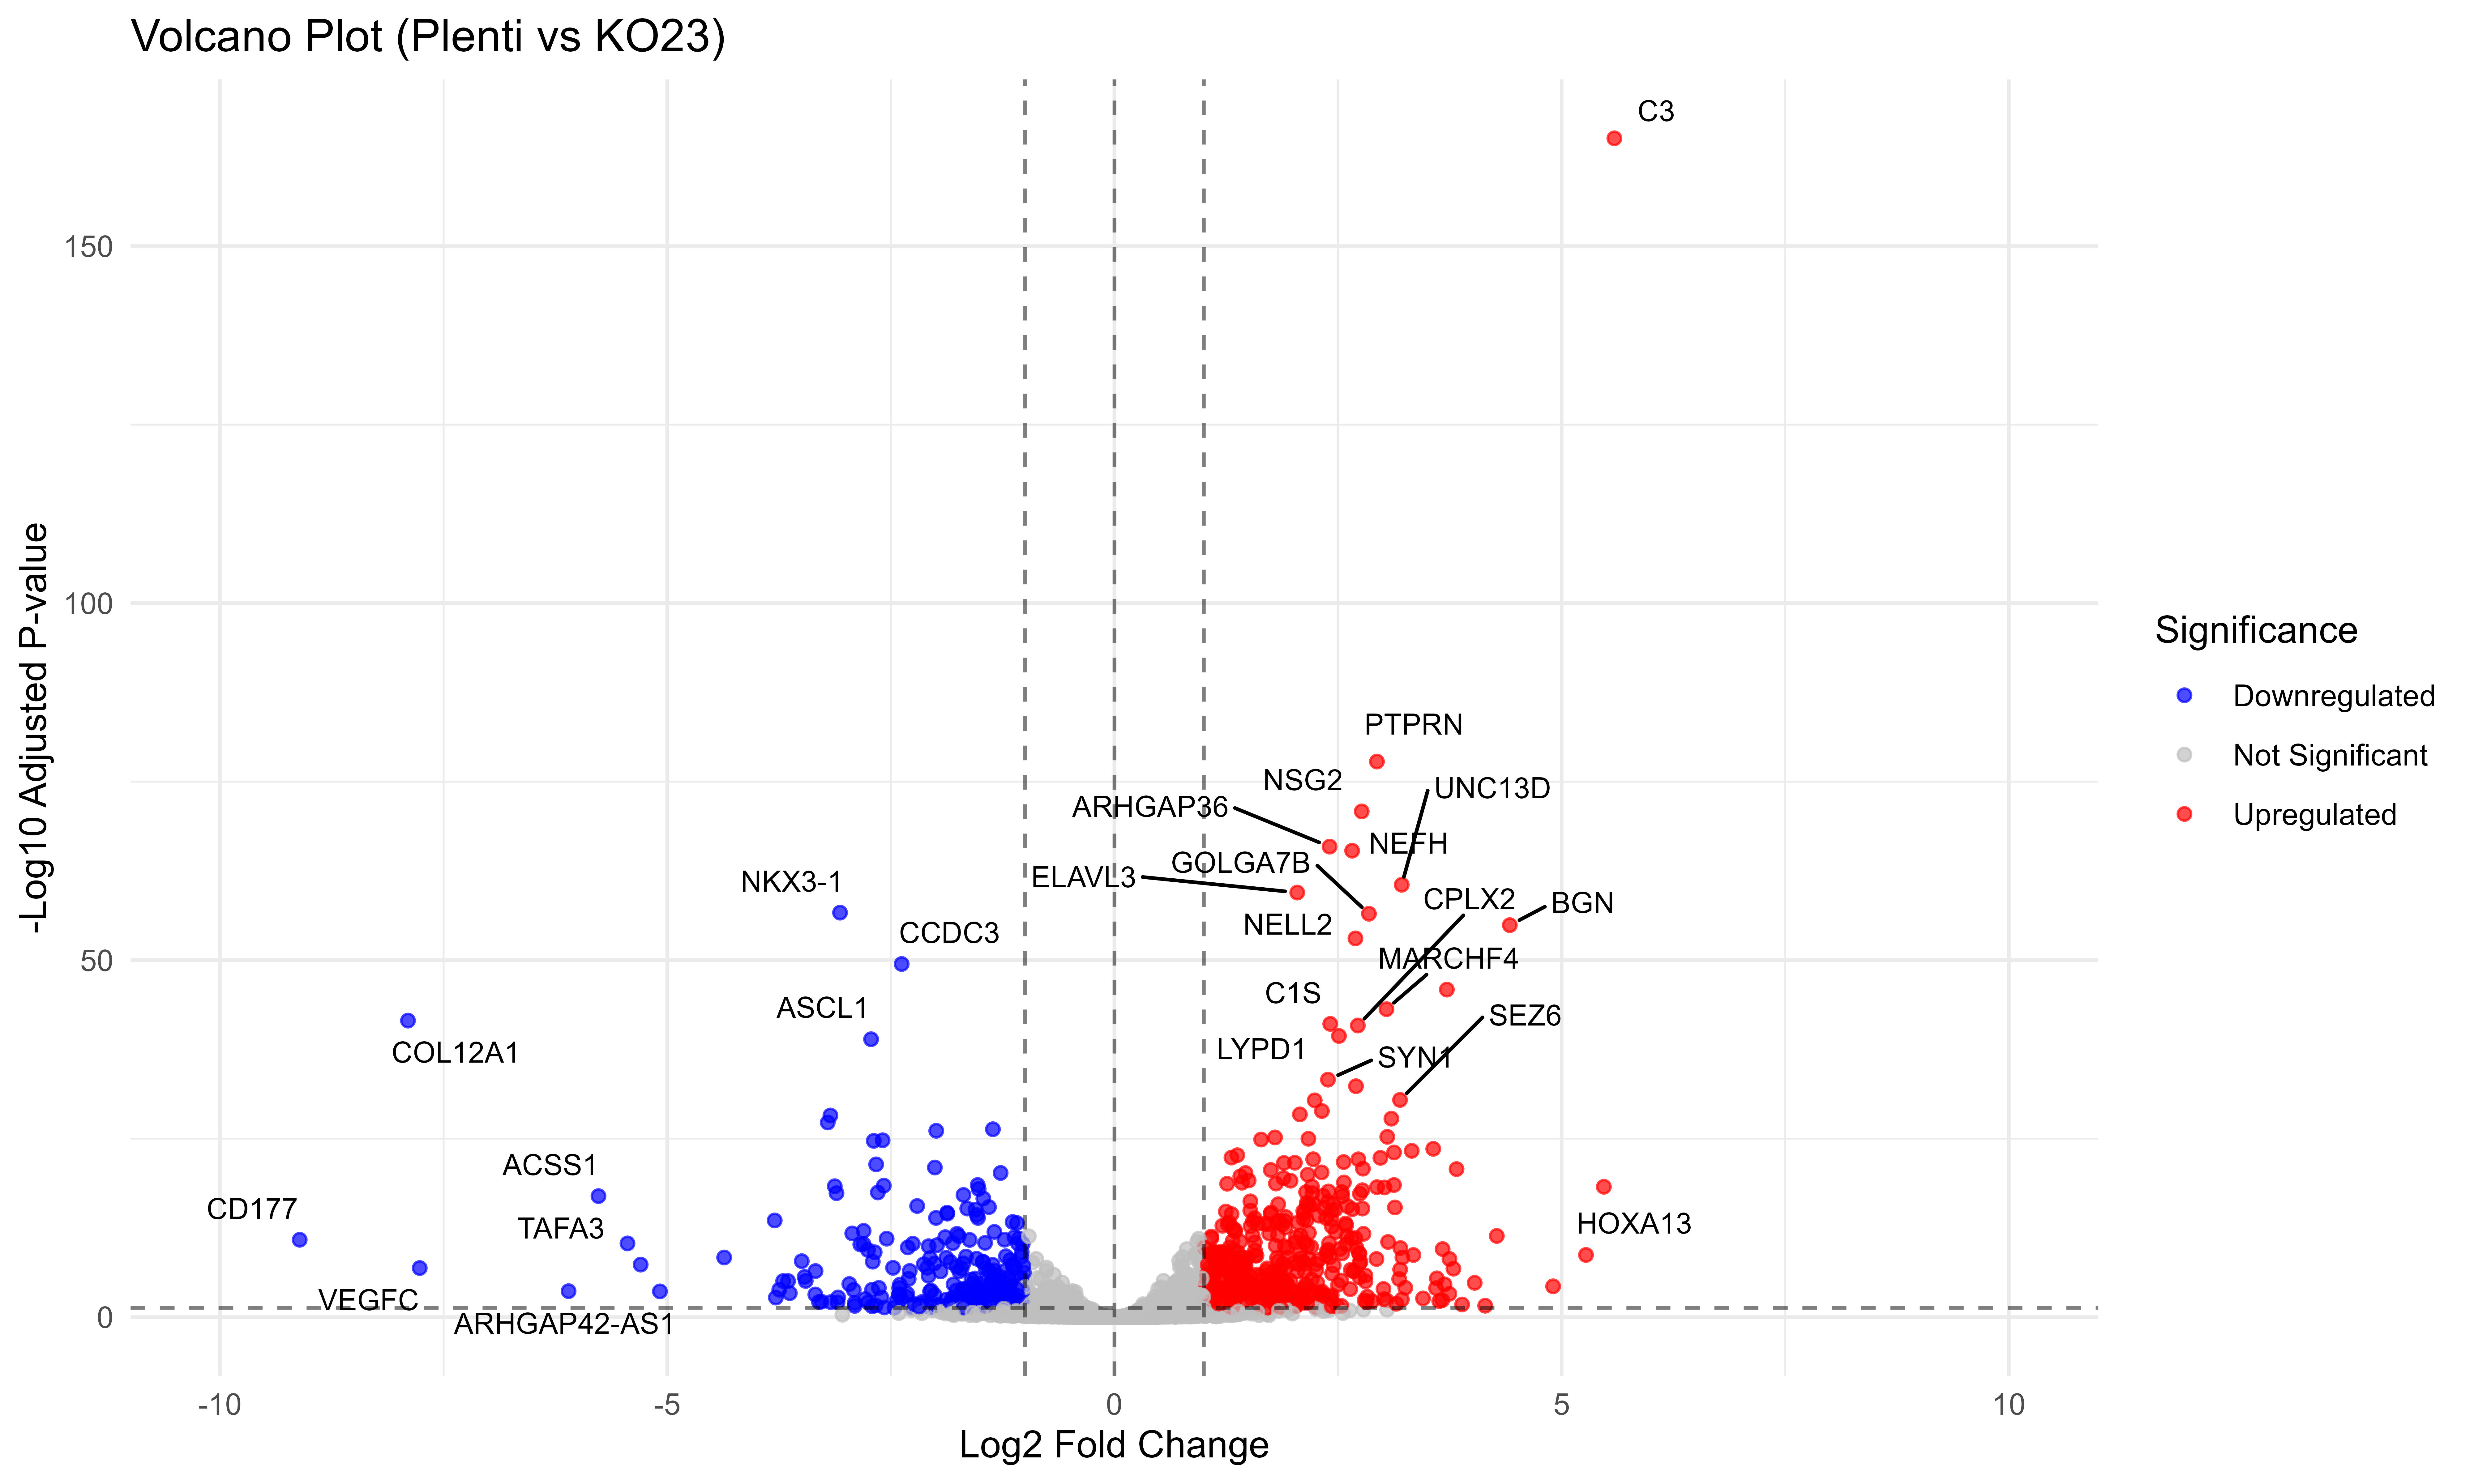 Volcano Plot (Plenti vs KO23)
C3
150
100
PTPRN
NSG2
UNC13D
ARHGAP36
NEFH
GOLGA7B
ELAVL3
NKX3-1
CPLX2
BGN
CCDC3
NELL2
50
MARCHF4
C1S
ASCL1
SEZ6
COL12A1
LYPD1
SYN1
ACSS1
CD177
TAFA3
HOXA13
VEGFC
ARHGAP42-AS1
0
-10
-5
0
5
10
Log2 Fold Change
-Log10 Adjusted P-value
Significance
Downregulated
Not Significant
Upregulated